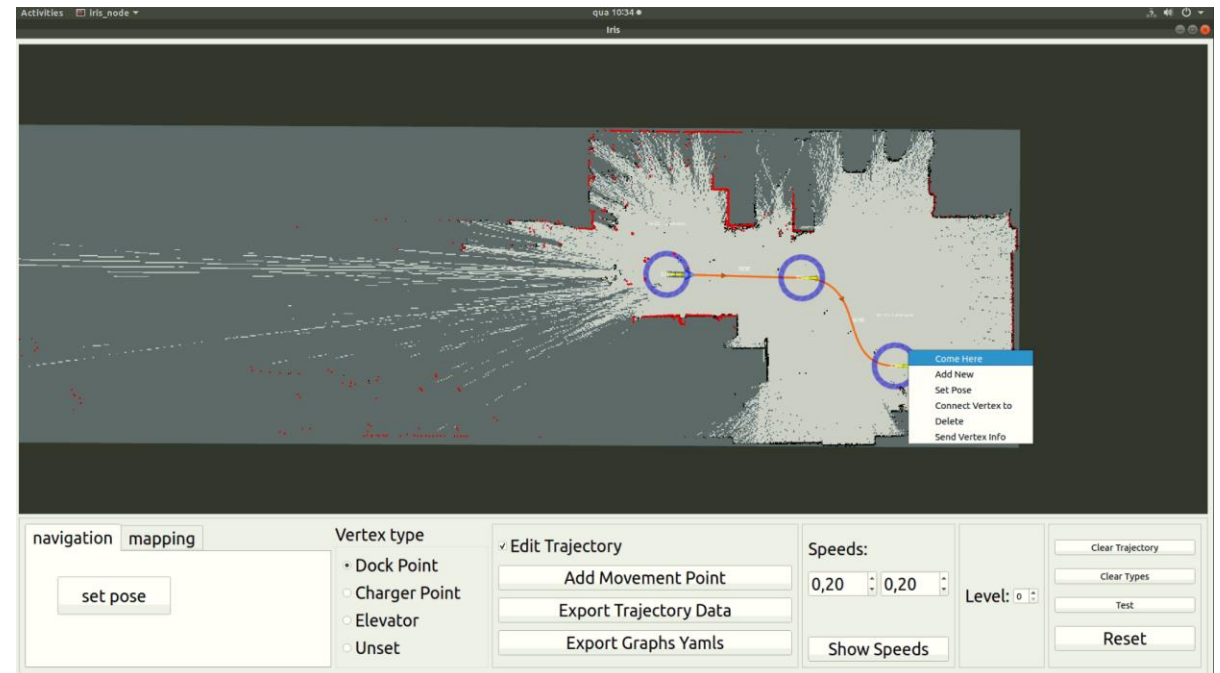 Activities Iris_node
qua 10:34
Iris
Come Here
Add New
Set Pose
Connect Vertex to
Delete
Send Vertex Info
navigation mapping
set pose
Vertex type
Dock Point
Charger Point
Elevator
Unset
Edit Trajectory
Add Movement Point
Export Trajectory Data
Export Graphs Yamls
Speeds:
0,20 0,20
Show Speeds
Level: 0
Clear Trajectory
Clear Types
Test
Reset